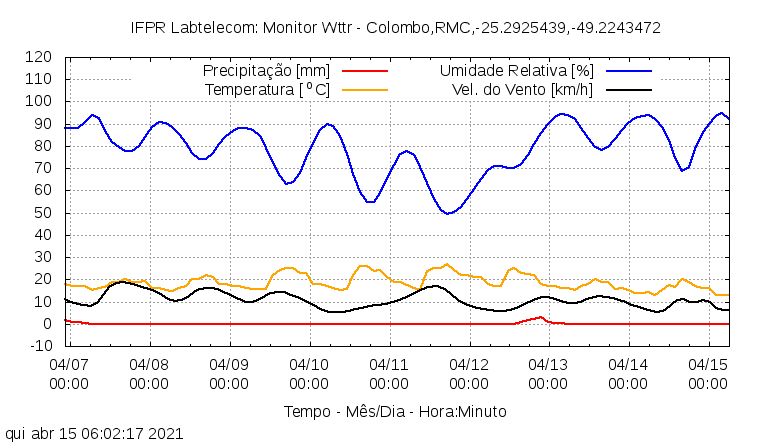 IFPR Labtelecom: Monitor Wttr - Colombo,RMC,-25.2925439,-49.2243472
Precipitação [mm]
Temperatura [ ºC]
Umidade Relativa [%]
Vel. do Vento [km/h]
120
110
100
90
80
70
60
50
40
30
20
10
0
-10
04/07 04/08 04/09 04/10 04/11 04/12 04/13 04/14 04/15
00:00 00:00 00:00 00:00 00:00 00:00 00:00 00:00 00:00
Tempo - Mês/Dia - Hora:Minuto
qui abr 15 06:02:17 2021